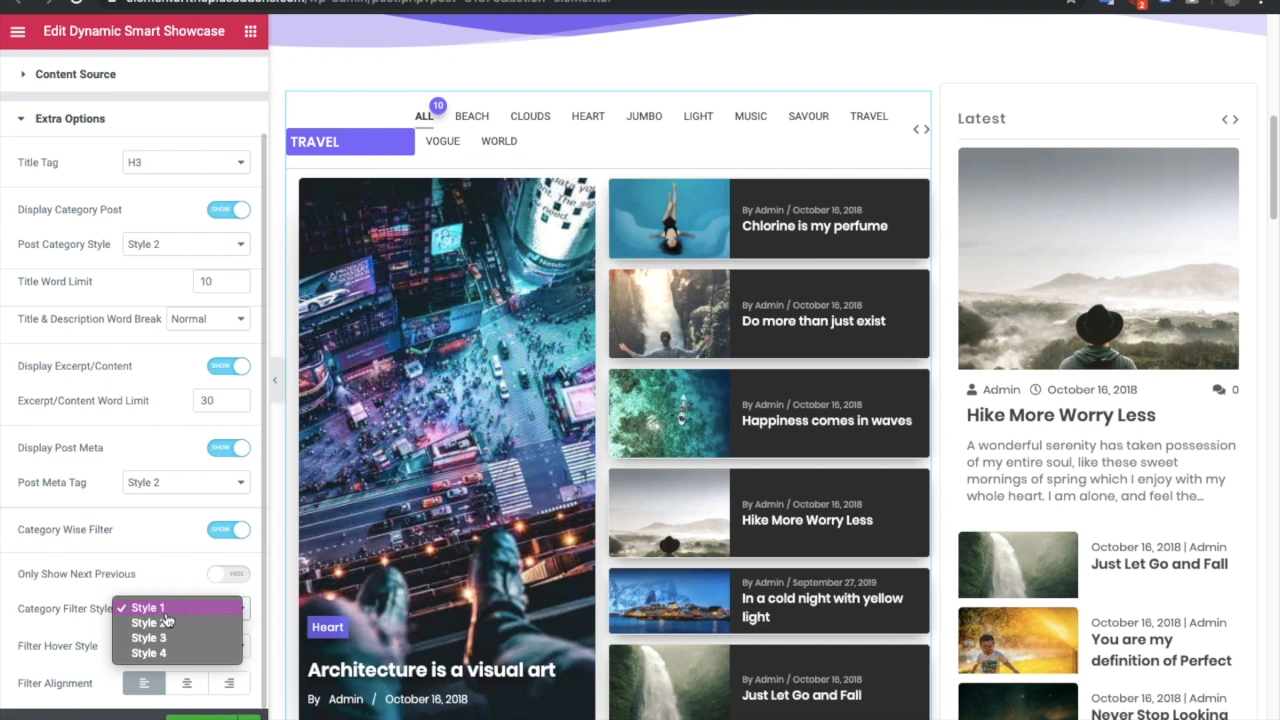 Edit Dynamic Smart Showcase
2
Content Source
Extra Options
Title Tag
H3
Display Category Post
SHOW
Post Category Style
Style 2
Title Word Limit
10
Title & Description Word Break
Normal
Display Excerpt/Content
SHOW
Excerpt/Content Word Limit
30
Display Post Meta
SHOW
Post Meta Tag
Style 2
Category Wise Filter
SHOW
Only Show Next Previous
HIDE
Category Filter Style
Style 1
Style 2
Style 3
Style 4
Filter Hover Style
Filter Alignment
10
ALL BEACH CLOUDS HEART JUMBO LIGHT MUSIC SAVOUR TRAVEL
TRAVEL
VOGUE WORLD
Heart
Architecture is a visual art
By Admin / October 16, 2018
By Admin / October 16, 2018
Chlorine is my perfume
By Admin / October 16, 2018
Do more than just exist
By Admin / October 16, 2018
Happiness comes in waves
By Admin / October 16, 2018
Hike More Worry Less
By Admin / September 27, 2019
In a cold night with yellow
light
By Admin / October 16, 2018
Just Let Go and Fall
Latest
Admin October 16, 2018 0
Hike More Worry Less
A wonderful serenity has taken possession
of my entire soul, like these sweet
mornings of spring which I enjoy with my
whole heart. I am alone, and feel the...
October 16, 2018 | Admin
Just Let Go and Fall
October 16, 2018 | Admin
You are my
definition of Perfect
October 16, 2018 | Admin
Never Stop Looking